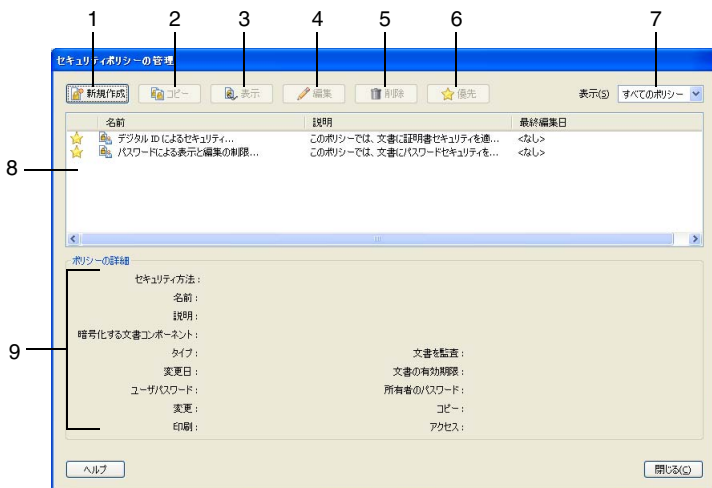 1 2 3 4 5 6 7
セキュリティポリシーの管理
新規作成 コピー 表示 編集 削除 優先 表示(S) すべてのポリシー
名前 説明 最終編集日
デジタル ID によるセキュリティ... このポリシーでは、文書に証明書セキュリティを適... <なし>
パスワードによる表示と編集の制限... このポリシーでは、文書にパスワードセキュリティを... <なし>
8
ポリシーの詳細
セキュリティ方法 :
名前 :
説明 :
暗号化する文書コンポーネント :
9
タイプ : 文書を監査 :
変更日 : 文書の有効期限 :
ユーザパスワード : 所有者のパスワード :
変更 : コピー :
印刷 : アクセス :
ヘルプ 閉じる(C)